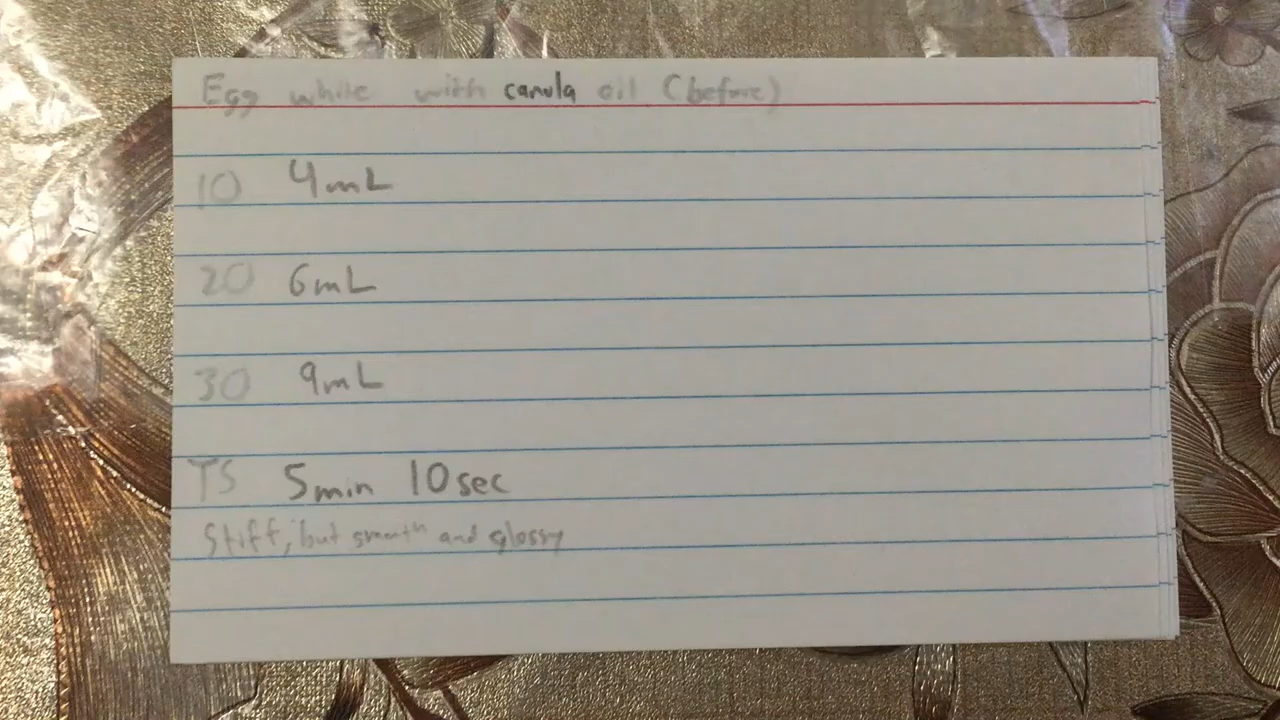 Egg white with canula oil (before)
10 4mL
20 6mL
30 9mL
TS 5min 10sec
Stiff, but smooth and glossy